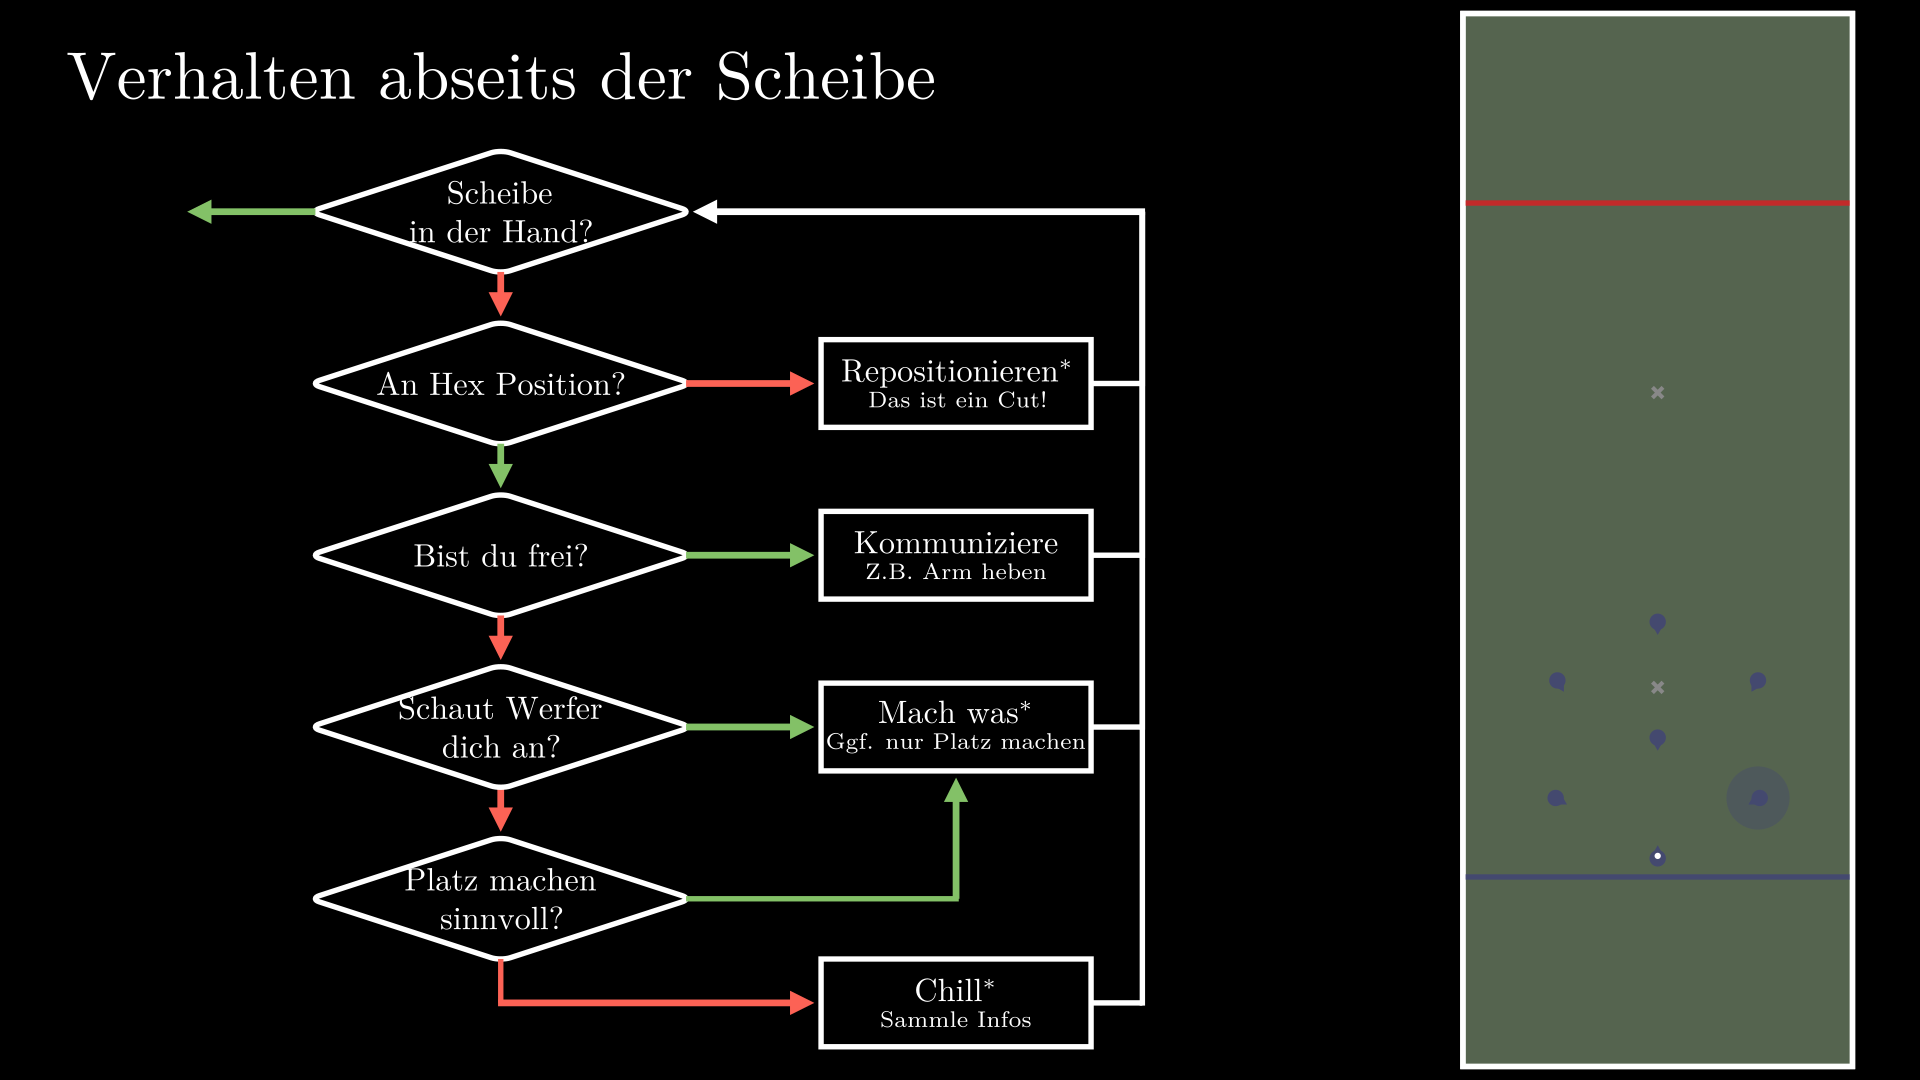 Verhalten abseits der Scheibe
Scheibe
in der Hand?
An Hex Position?
Repositionieren*
Das ist ein Cut!
Bist du frei?
Kommuniziere
Z.B. Arm heben
Schaut Werfer
dich an?
Mach was*
Ggf. nur Platz machen
Platz machen
sinnvoll?
Chill*
Sammle Infos